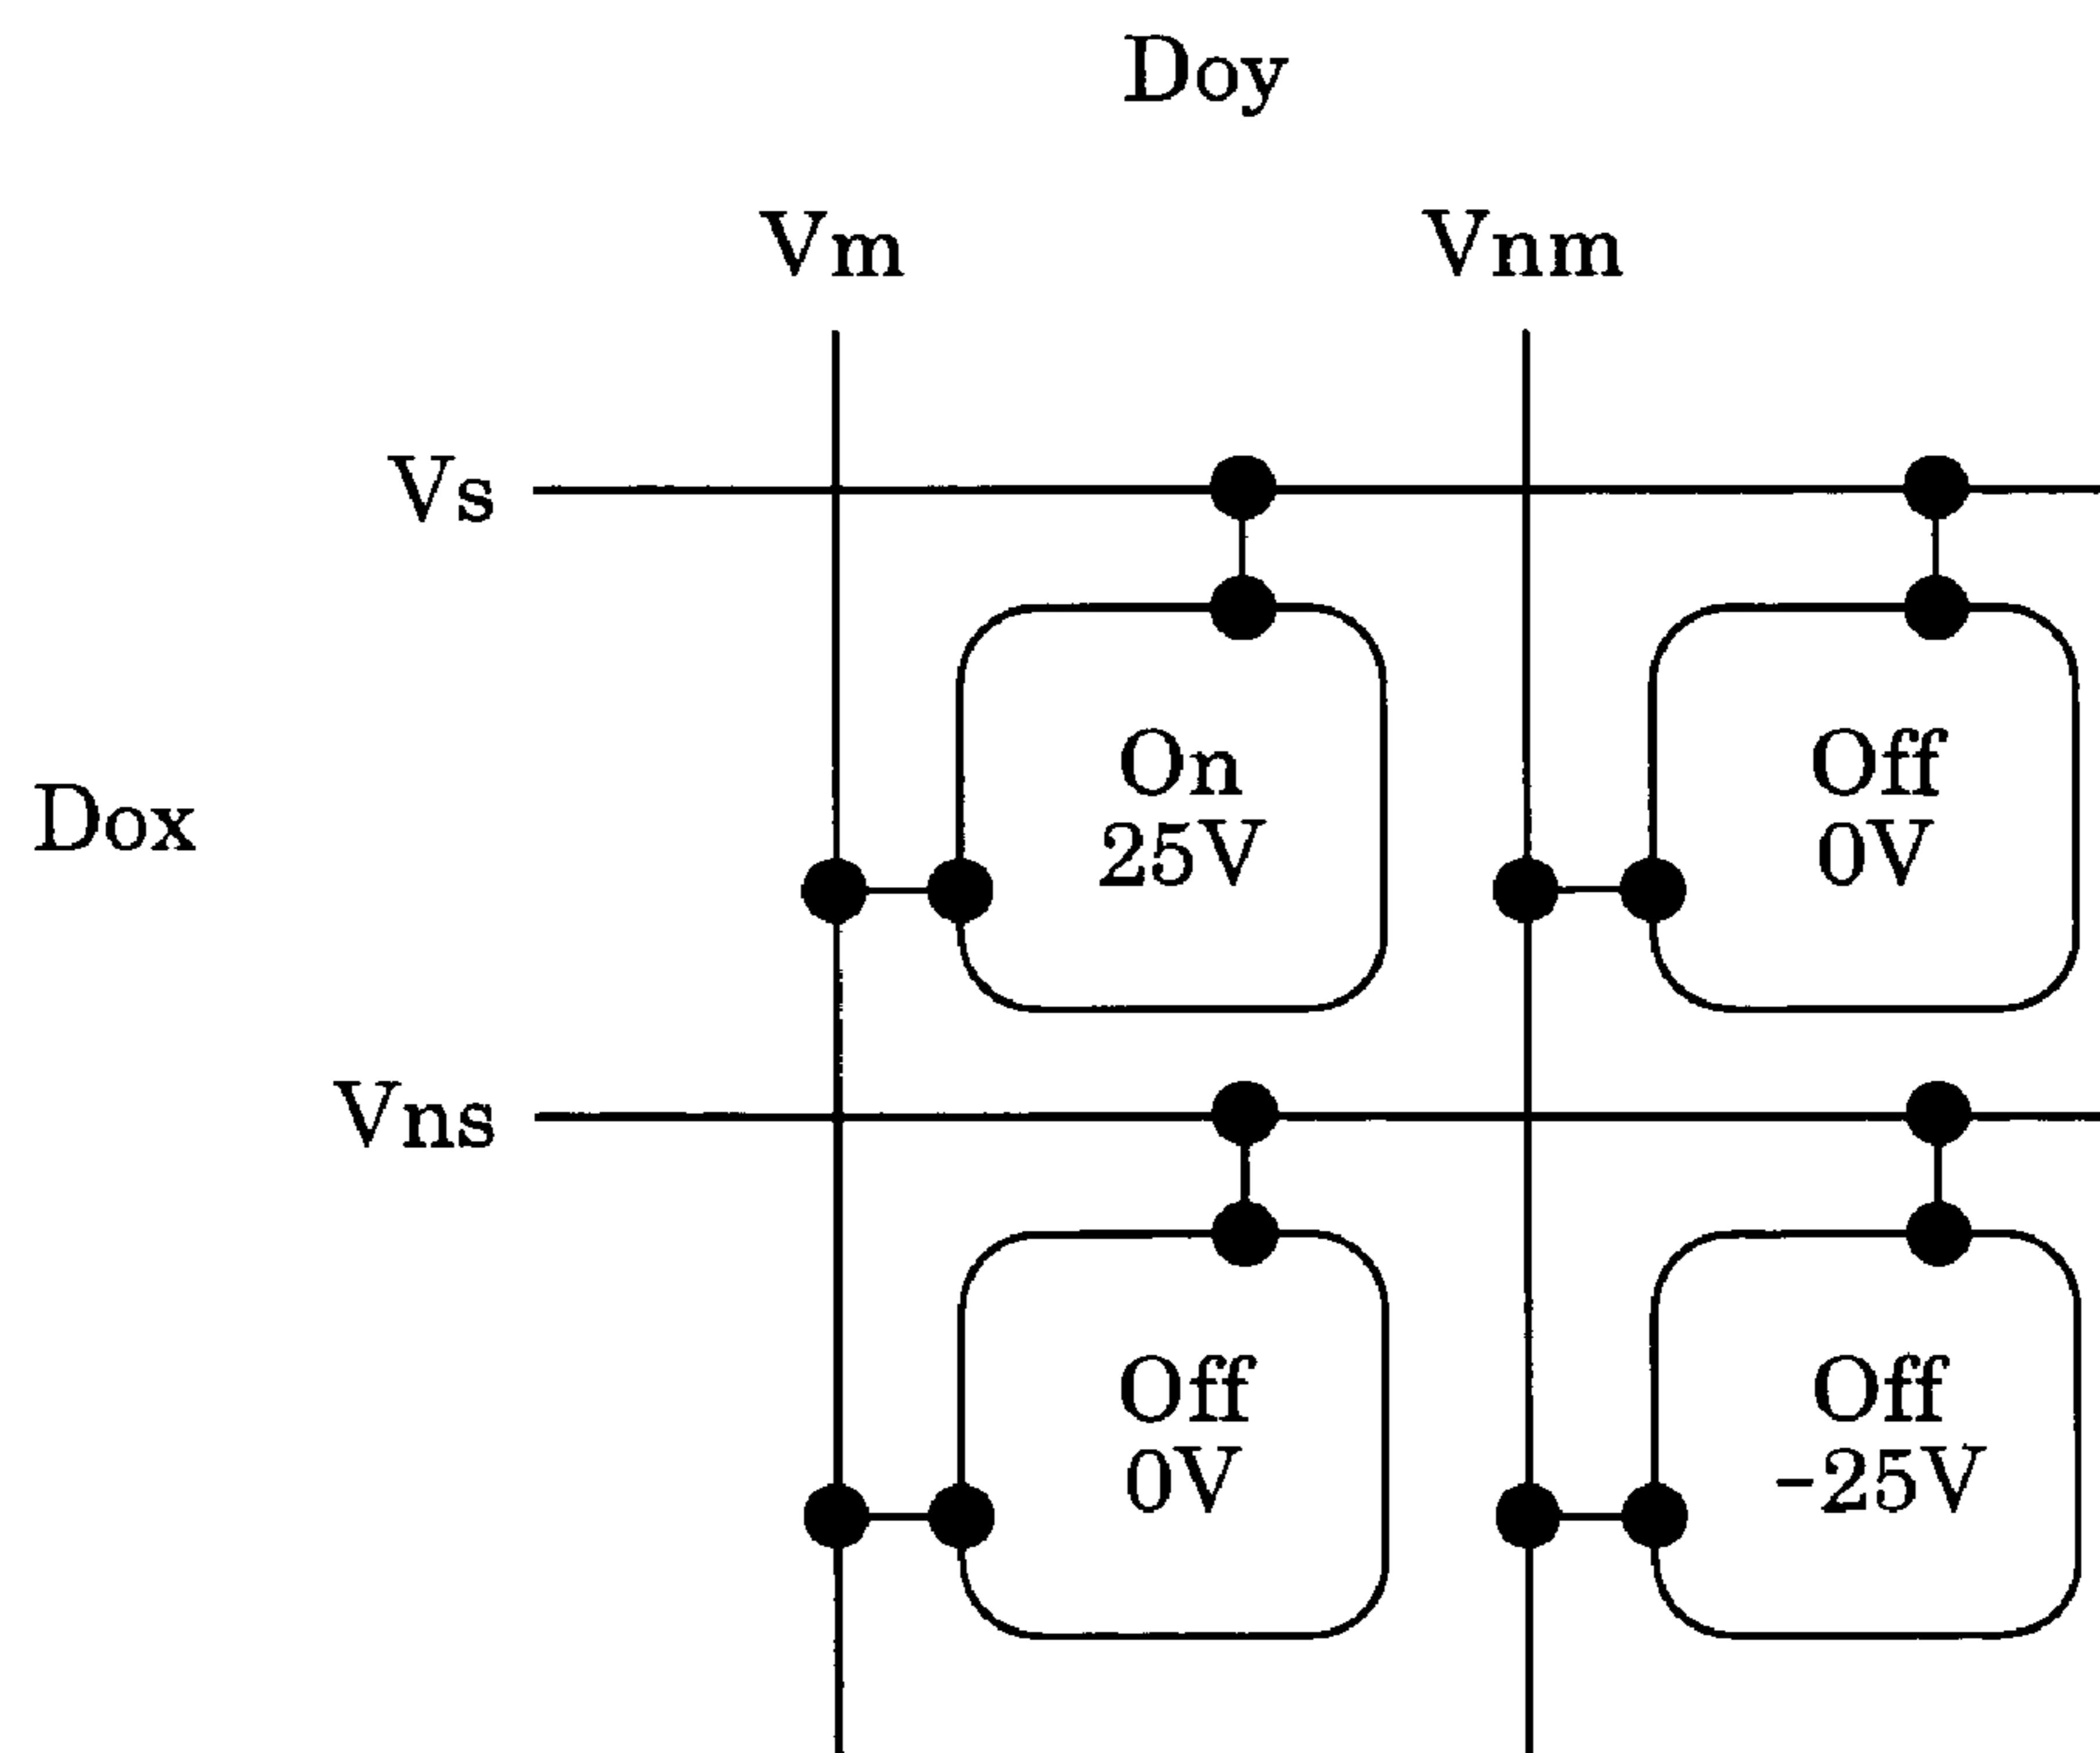 Doy
Vm Vnm
Vs
On Off
25V 0V
Dox
Vns
Off Off
0V -25V